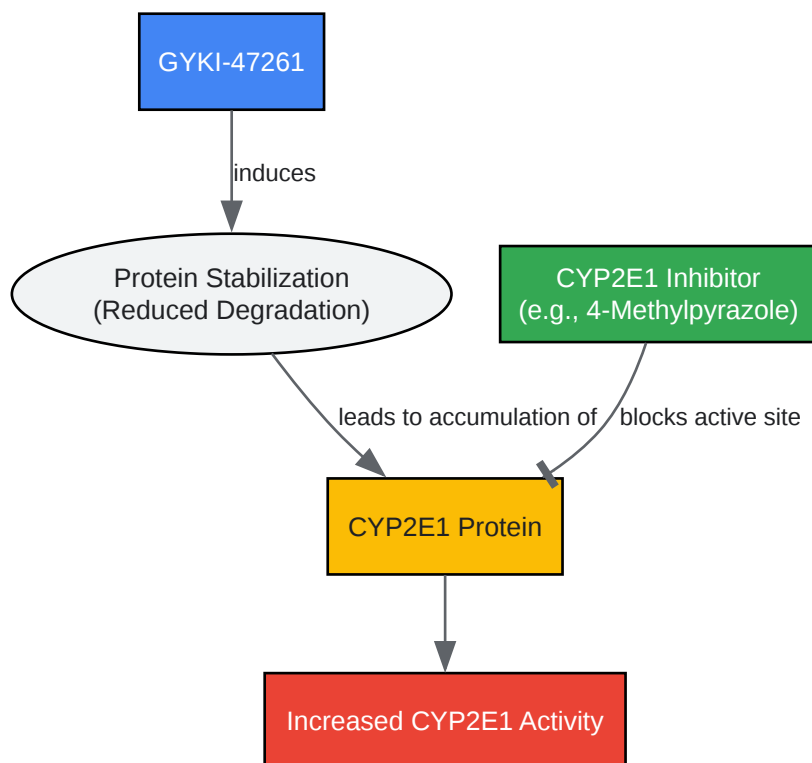 GYKI-47261
induces
Protein Stabilization
(Reduced Degradation)
CYP2E1 Inhibitor
(e.g., 4-Methylpyrazole)
leads to accumulation of
blocks active site
CYP2E1 Protein
Increased CYP2E1 Activity